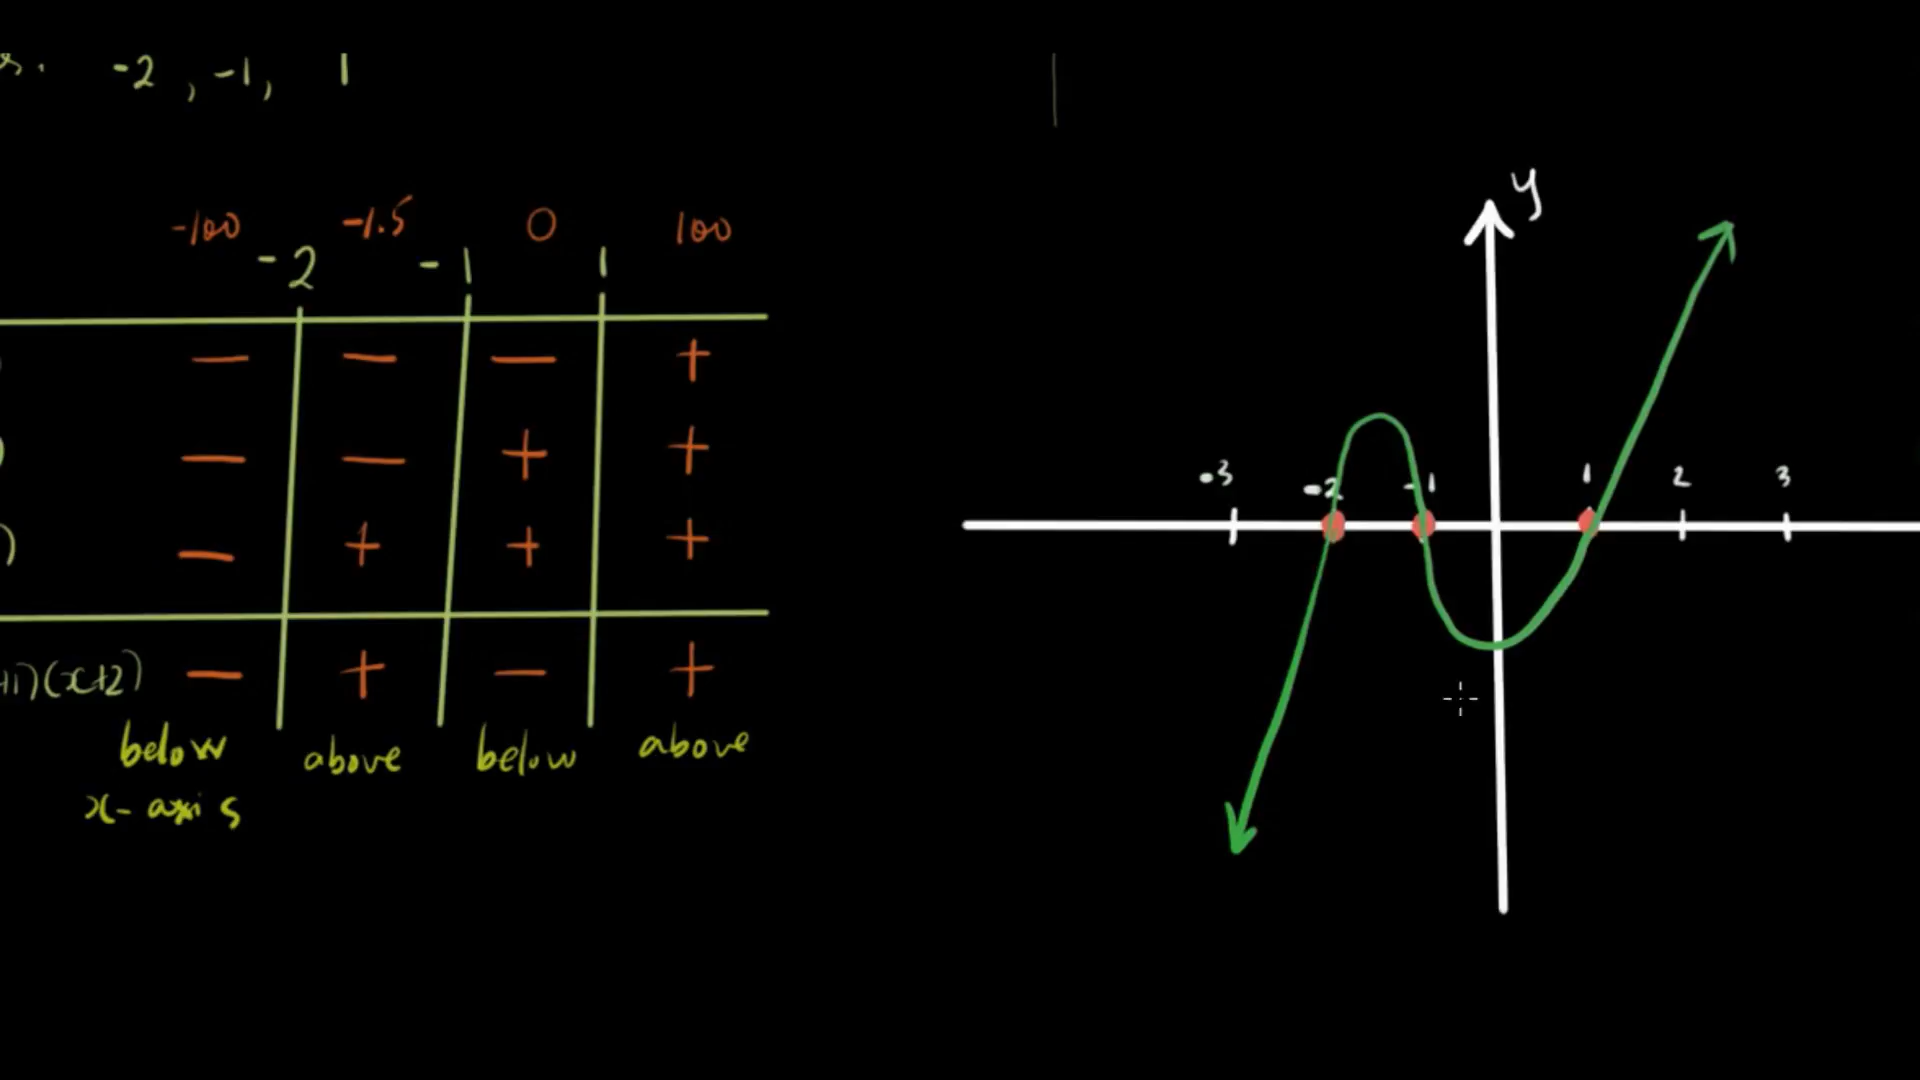 -2, -1, 1
-100 -1.5 0 100
-2 -1 1
— — — +
) — — + +
) — + + +
+1)(x+2) — + — +
below above below above
x-axis
y
-3 -2 -1 1 2 3